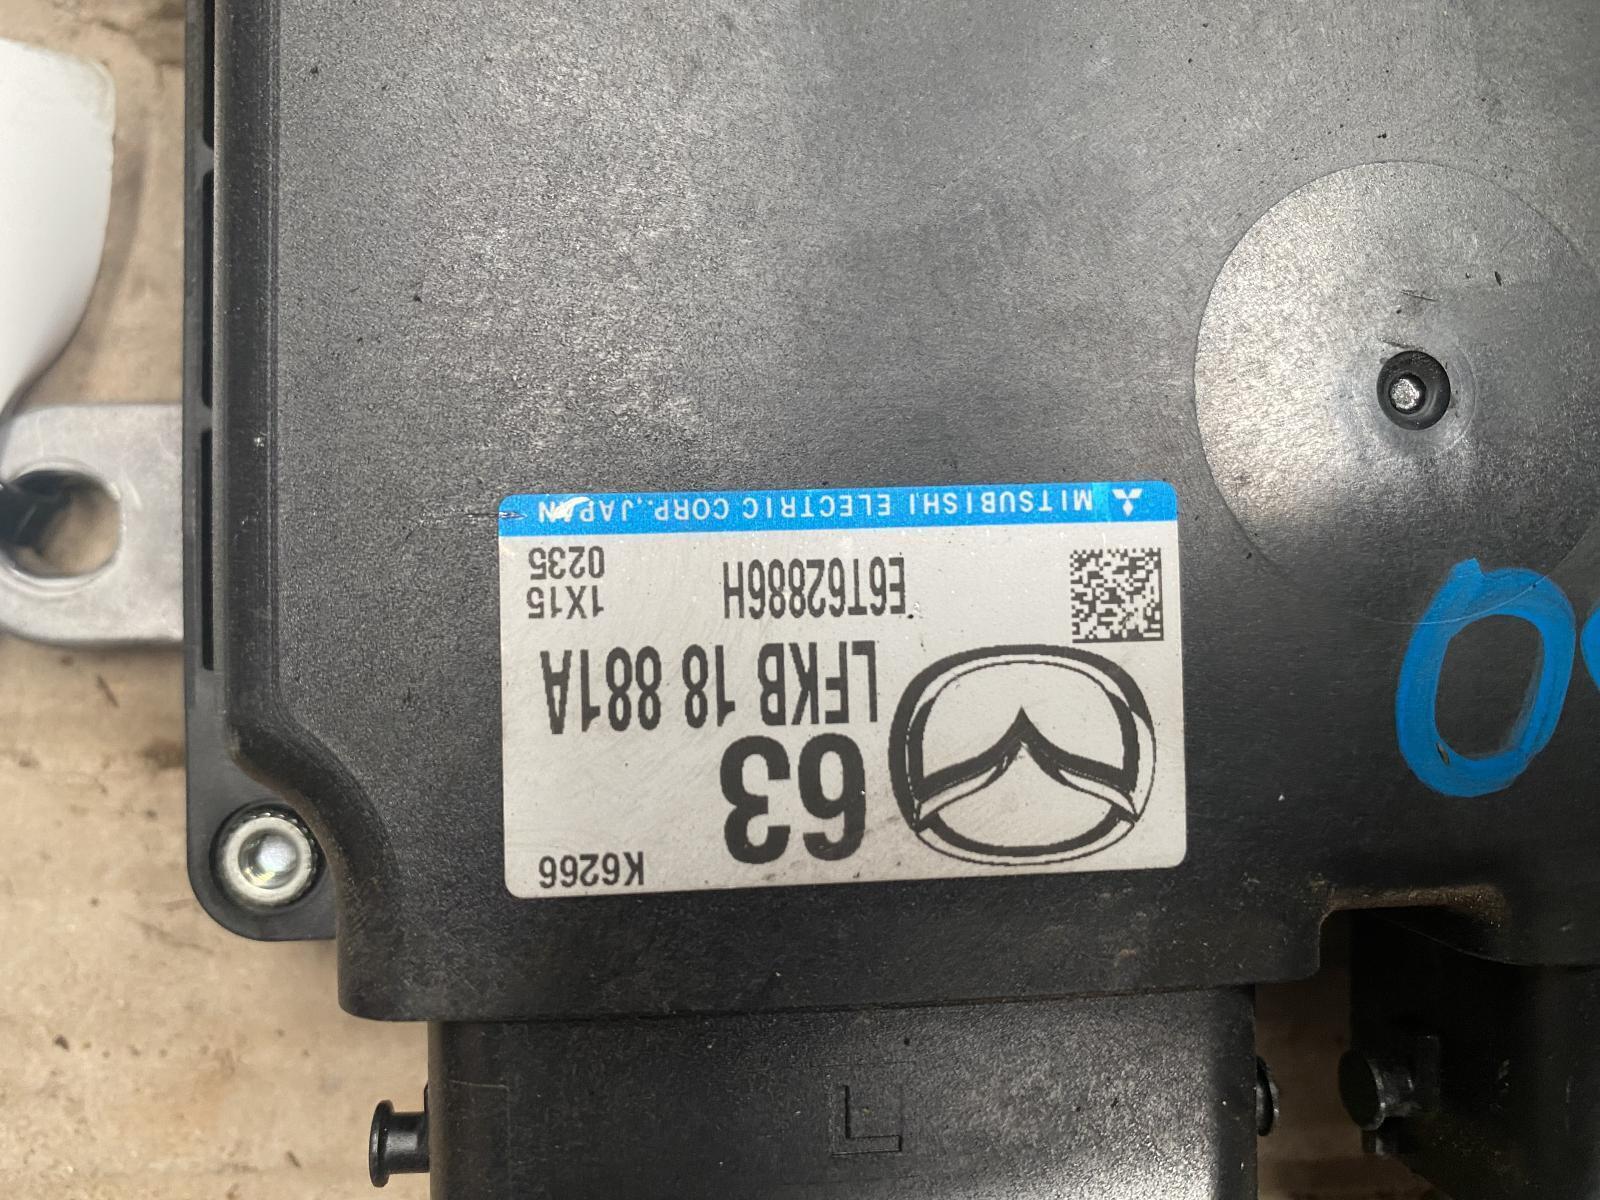 K6266
63
LFKB 18 881A
E6T62886H
1X15
0235
MITSUBISHI ELECTRIC CORP.,JAPAN
L